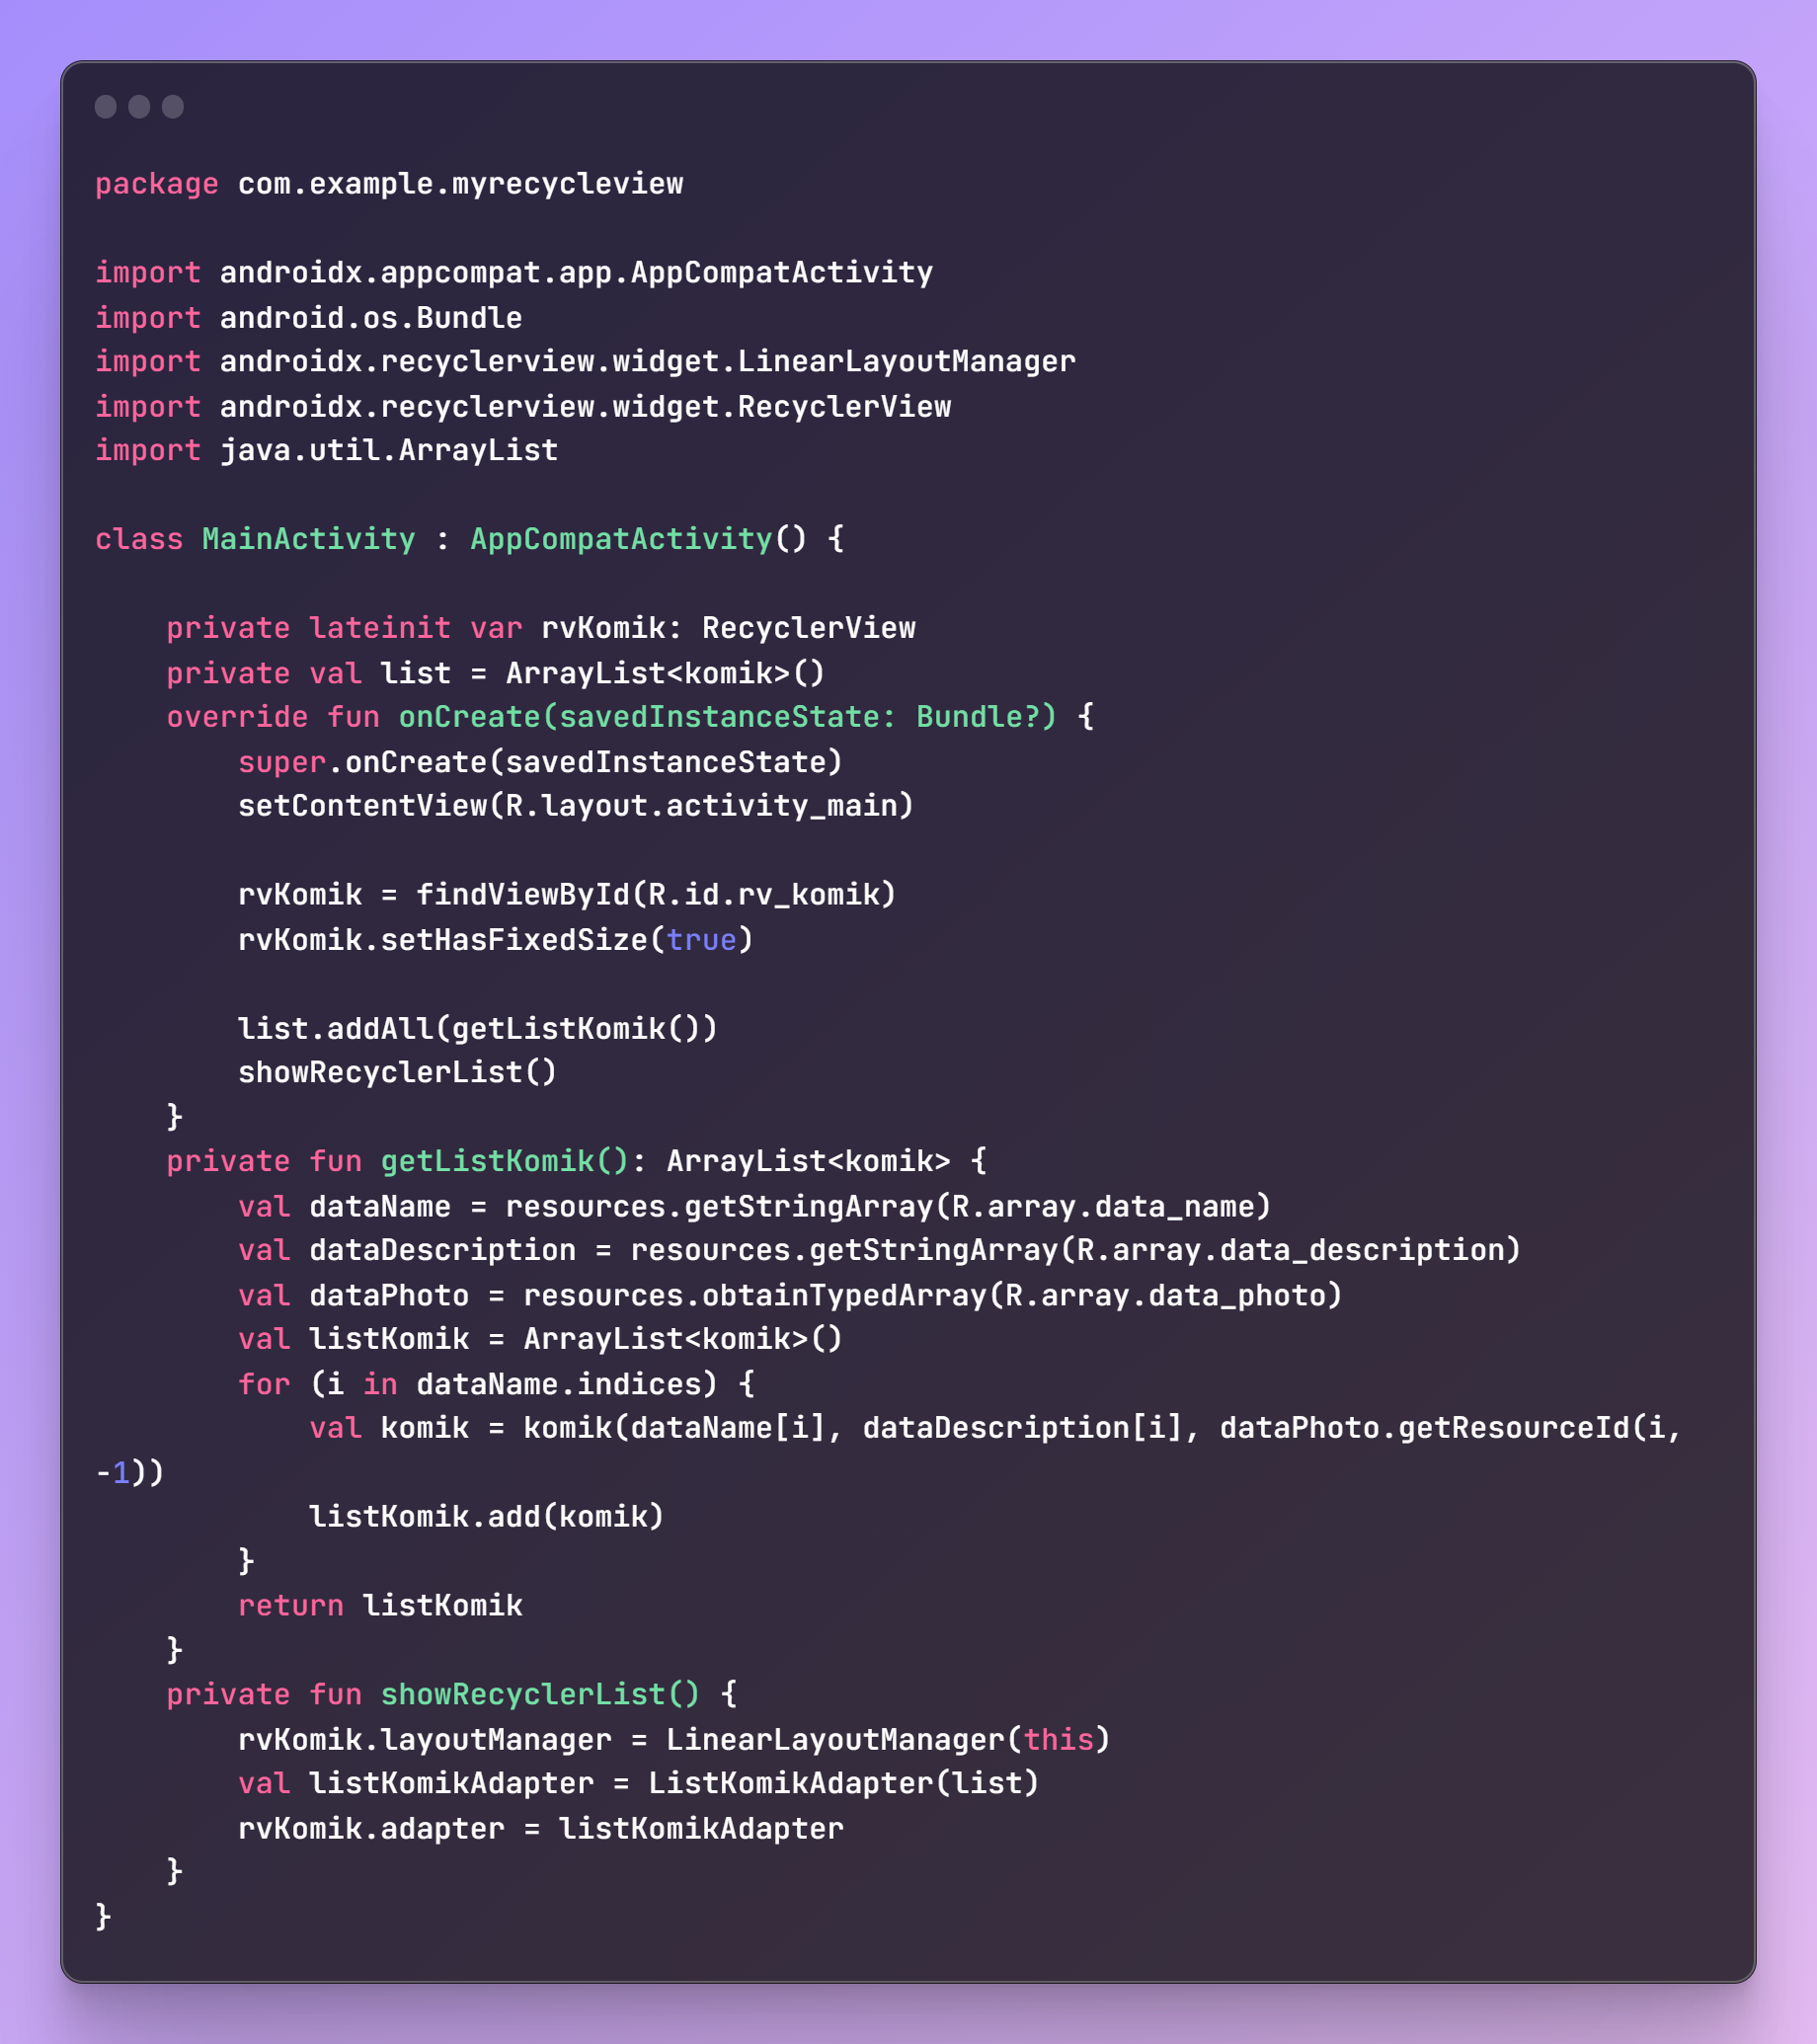 package com.example.myrecycleview

import androidx.appcompat.app.AppCompatActivity
import android.os.Bundle
import androidx.recyclerview.widget.LinearLayoutManager
import androidx.recyclerview.widget.RecyclerView
import java.util.ArrayList

class MainActivity : AppCompatActivity() {

    private lateinit var rvKomik: RecyclerView
    private val list = ArrayList<komik>()
    override fun onCreate(savedInstanceState: Bundle?) {
        super.onCreate(savedInstanceState)
        setContentView(R.layout.activity_main)

        rvKomik = findViewById(R.id.rv_komik)
        rvKomik.setHasFixedSize(true)

        list.addAll(getListKomik())
        showRecyclerList()
    }
    private fun getListKomik(): ArrayList<komik> {
        val dataName = resources.getStringArray(R.array.data_name)
        val dataDescription = resources.getStringArray(R.array.data_description)
        val dataPhoto = resources.obtainTypedArray(R.array.data_photo)
        val listKomik = ArrayList<komik>()
        for (i in dataName.indices) {
            val komik = komik(dataName[i], dataDescription[i], dataPhoto.getResourceId(i,
-1))
            listKomik.add(komik)
        }
        return listKomik
    }
    private fun showRecyclerList() {
        rvKomik.layoutManager = LinearLayoutManager(this)
        val listKomikAdapter = ListKomikAdapter(list)
        rvKomik.adapter = listKomikAdapter
    }
}